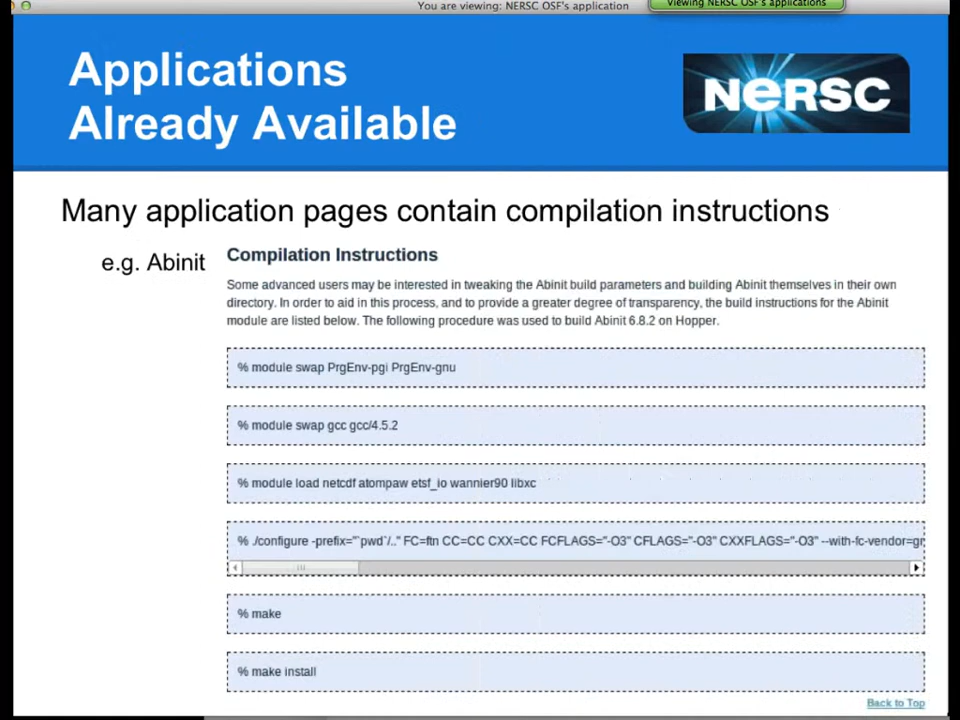 You are viewing: NERSC OSF's application
Viewing NERSC OSF's applications
Applications
Already Available
NERSC
Many application pages contain compilation instructions
e.g. Abinit
Compilation Instructions
Some advanced users may be interested in tweaking the Abinit build parameters and building Abinit themselves in their own
directory. In order to aid in this process, and to provide a greater degree of transparency, the build instructions for the Abinit
module are listed below. The following procedure was used to build Abinit 6.8.2 on Hopper.
% module swap PrgEnv-pgi PrgEnv-gnu
% module swap gcc gcc/4.5.2
% module load netcdf atompaw etsf_io wannier90 libxc
% ./configure -prefix="`pwd`/.." FC=ftn CC=CC CXX=CC FCFLAGS="-O3" CFLAGS="-O3" CXXFLAGS="-O3" --with-fc-vendor=gr
% make
% make install
Back to Top